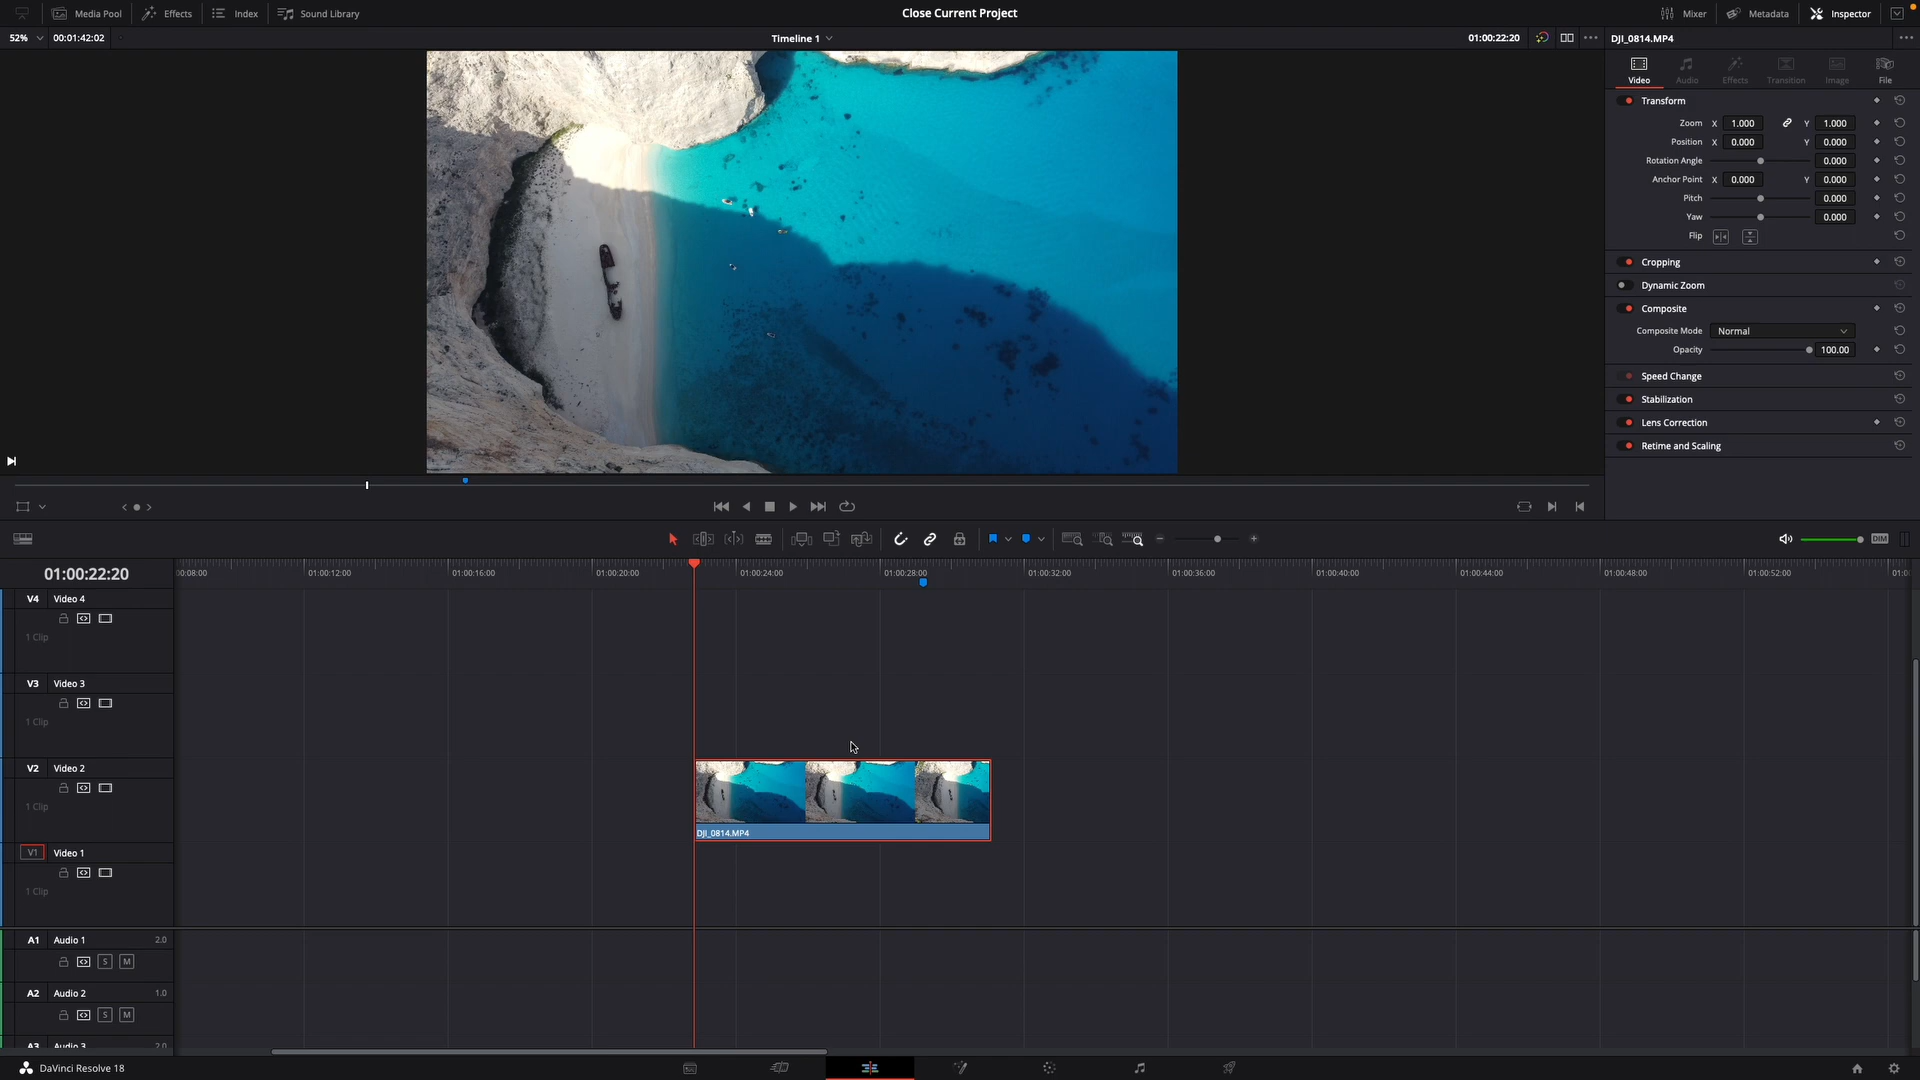 Media Pool Effects Index Sound Library Close Current Project Mixer Metadata Inspector
52% 00:01:42:02 Timeline 1 01:00:22:20 DJI_0814.MP4
Video Audio Effects Transition Image File
Transform
Zoom X 1.000 Y 1.000
Position X 0.000 Y 0.000
Rotation Angle 0.000
Anchor Point X 0.000 Y 0.000
Pitch 0.000
Yaw 0.000
Flip
Cropping
Dynamic Zoom
Composite
Composite Mode Normal
Opacity 100.00
Speed Change
Stabilization
Lens Correction
Retime and Scaling
DIM
01:00:22:20 00:08:00 01:00:12:00 01:00:16:00 01:00:20:00 01:00:24:00 01:00:28:00 01:00:32:00 01:00:36:00 01:00:40:00 01:00:44:00 01:00:48:00 01:00:52:00 01:00
V4 Video 4
1 Clip
V3 Video 3
1 Clip
V2 Video 2
1 Clip
DJI_0814.MP4
V1 Video 1
1 Clip
A1 Audio 1 2.0
S M
A2 Audio 2 1.0
S M
A3 Audio 3 2.0
DaVinci Resolve 18